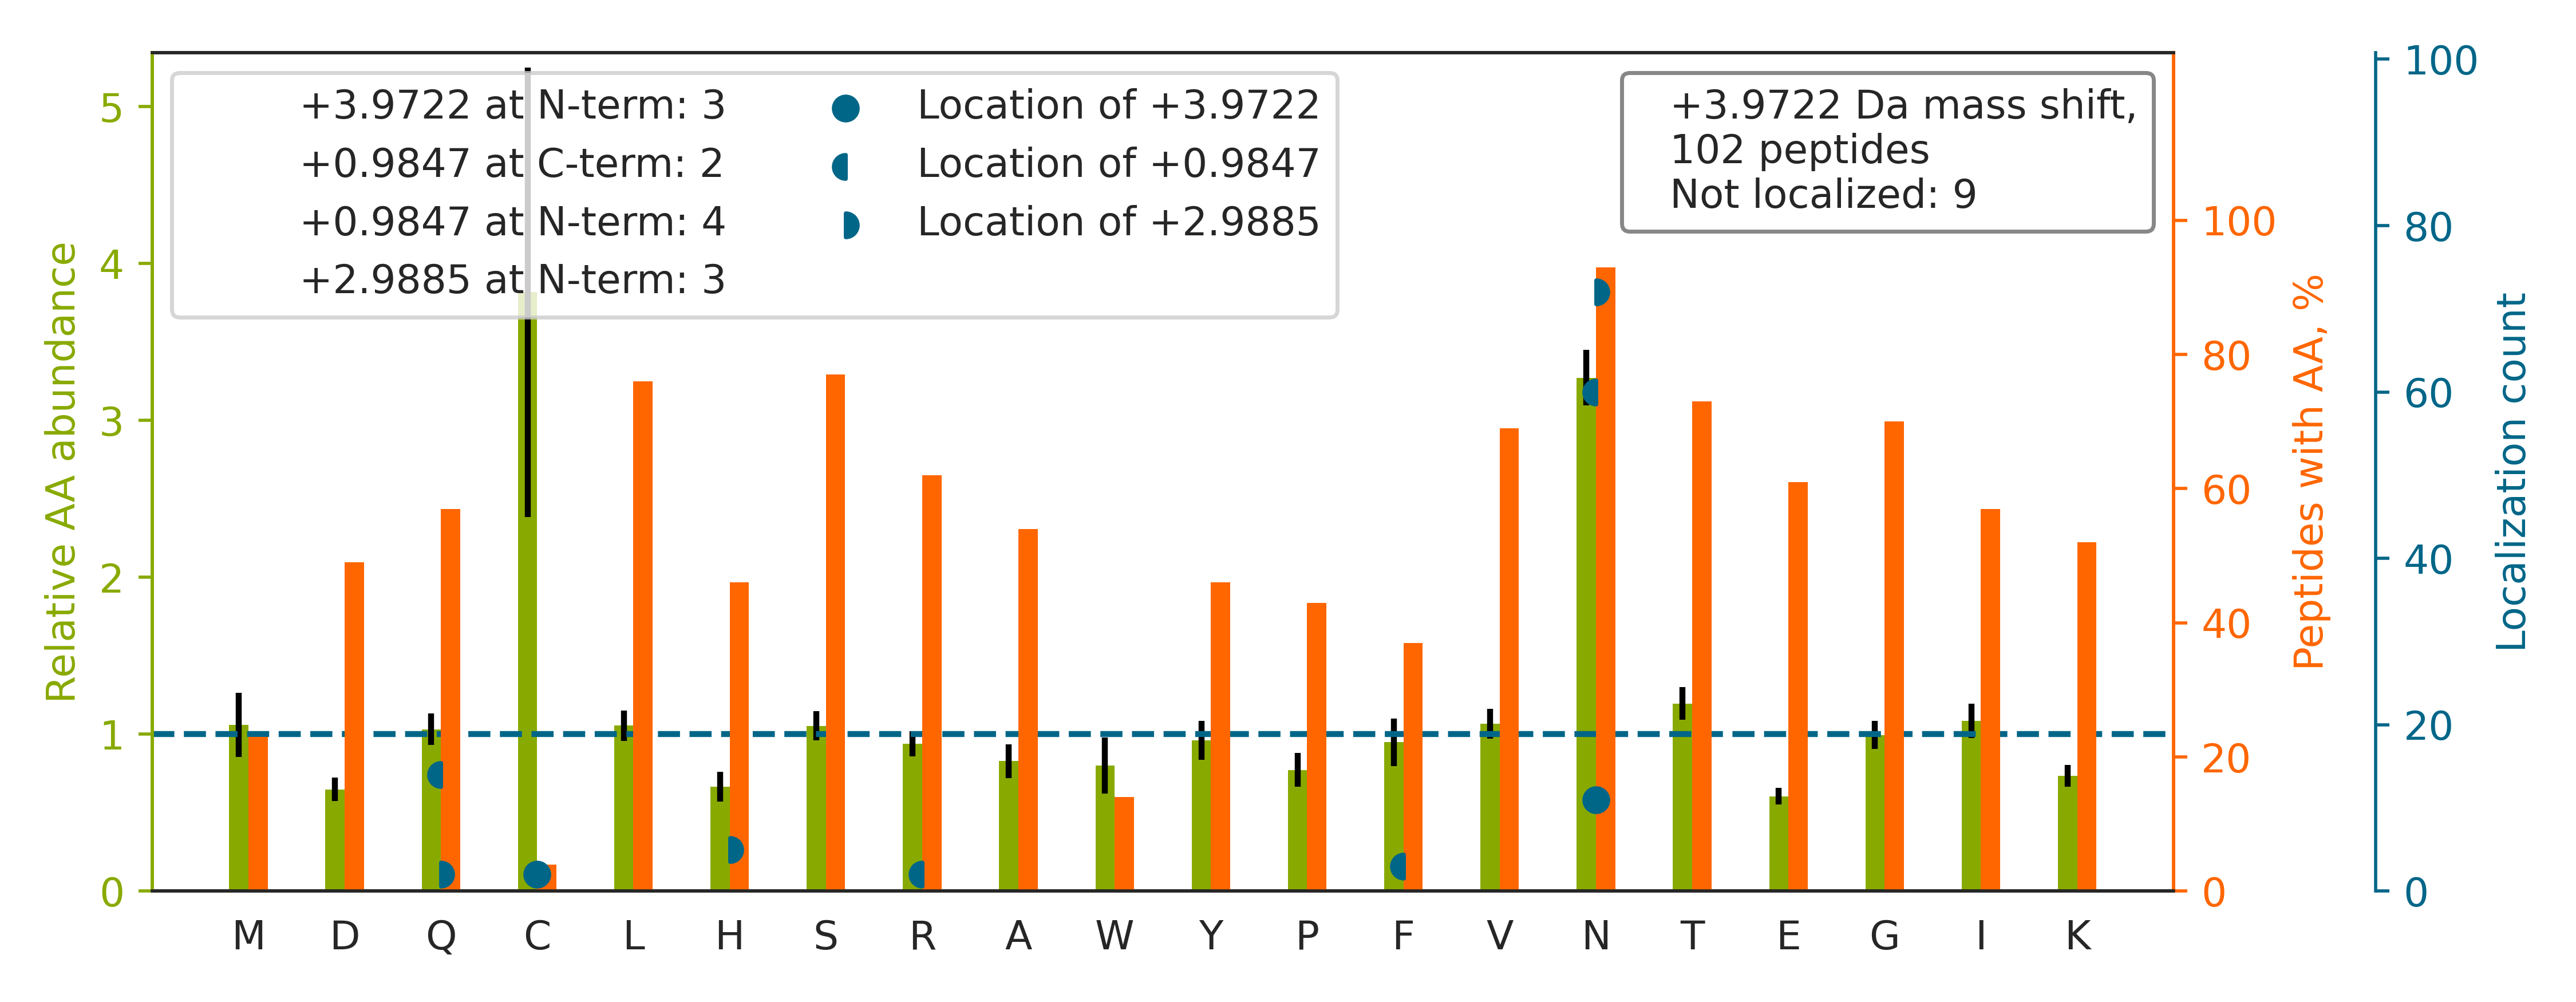 +3.9722 at N-term: 3
+0.9847 at C-term: 2
+0.9847 at N-term: 4
+2.9885 at N-term: 3
Location of +3.9722
Location of +0.9847
Location of +2.9885
+3.9722 Da mass shift,
102 peptides
Not localized: 9
Relative AA abundance
5
4
3
2
1
0
M D Q C L H S R A W Y P F V N T E G I K
100
80
60
40
20
0
Peptides with AA, %
100
80
60
40
20
0
Localization count